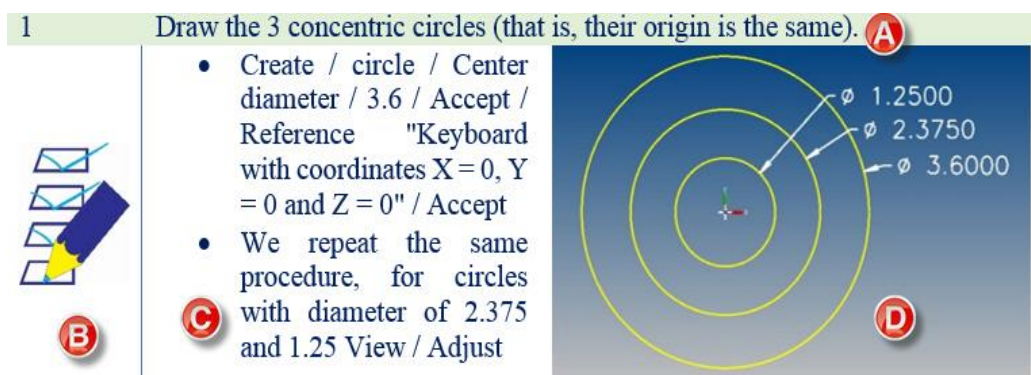 1 Draw the 3 concentric circles (that is, their origin is the same). A
• Create / circle / Center
diameter / 3.6 / Accept /
Reference "Keyboard
with coordinates X = 0, Y
= 0 and Z = 0" / Accept
• We repeat the same
procedure, for circles
with diameter of 2.375
and 1.25 View / Adjust
B
C
ø 1.2500
ø 2.3750
ø 3.6000
D